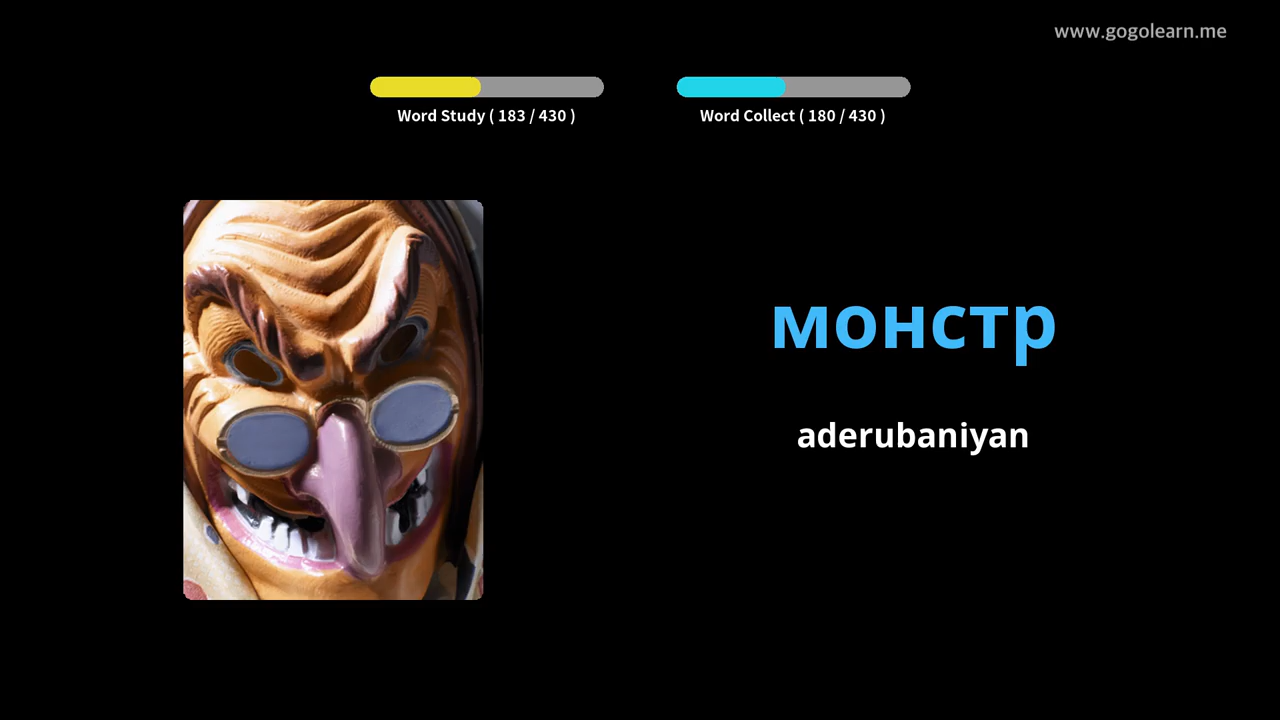 www.gogolearn.me
Word Study ( 183 / 430 )
Word Collect ( 180 / 430 )
монстр
aderubaniyan